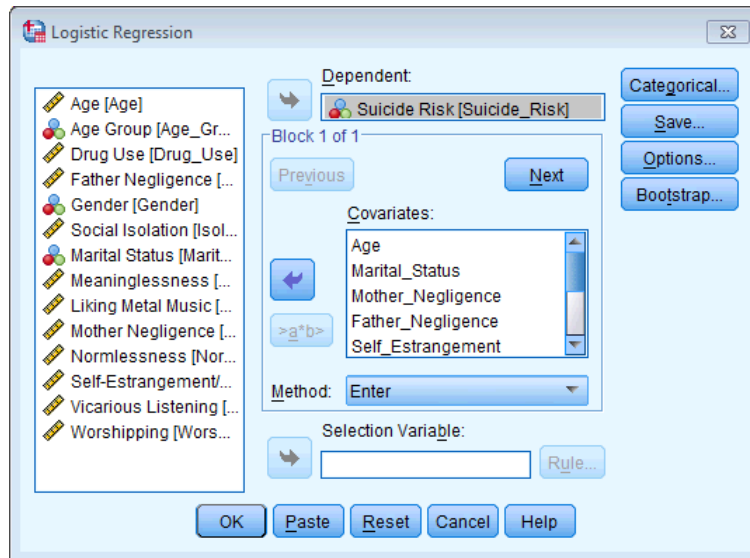 Logistic Regression
Age [Age]
Age Group [Age_Gr...
Drug Use [Drug_Use]
Father Negligence [...
Gender [Gender]
Social Isolation [Isol...
Marital Status [Marit...
Meaninglessness [...
Liking Metal Music [...
Mother Negligence [...
Normlessness [Nor...
Self-Estrangement/...
Vicarious Listening [...
Worshipping [Wors...
Dependent:
Suicide Risk [Suicide_Risk]
Block 1 of 1
Previous
Next
Covariates:
Age
Marital_Status
Mother_Negligence
Father_Negligence
Self_Estrangement
>a*b>
Method:
Enter
Selection Variable:
Rule...
Categorical...
Save...
Options...
Bootstrap...
OK
Paste
Reset
Cancel
Help